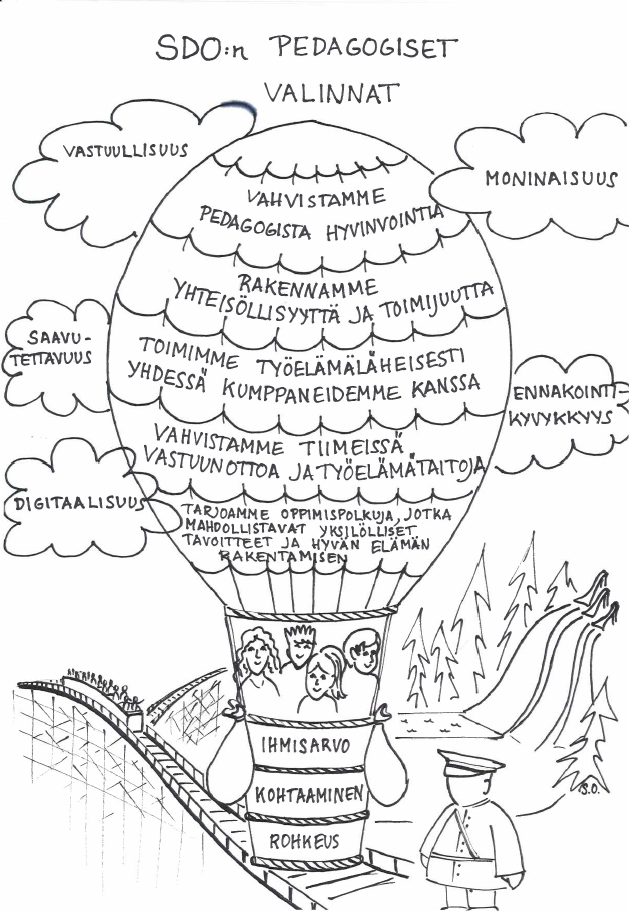 SDO:n PEDAGOGISET
VALINNAT
VASTUULLISUUS
MONINAISUUS
VAHVISTAMME
PEDAGOGISTA HYVINVOINTIA
RAKENNAMME
YHTEISÖLLISYYTTÄ JA TOIMIJUUTTA
SAAVU-
TETTAVUUS
TOIMIMME TYÖELÄMÄLÄHEISESTI
YHDESSÄ KUMPPANEIDEMME KANSSA
ENNAKOINTI-
KYVYKKYYS
VAHVISTAMME TIIMEISSÄ
VASTUUNOTTOA JA TYÖELÄMÄTAITOJA
DIGITAALISUUS
TARJOAMME OPPIMISPOLKUJA, JOTKA
MAHDOLLISTAVAT YKSILÖLLISET
TAVOITTEET JA HYVÄN ELÄMÄN
RAKENTAMISEN
IHMISARVO
KOHTAAMINEN
ROHKEUS
S.O.